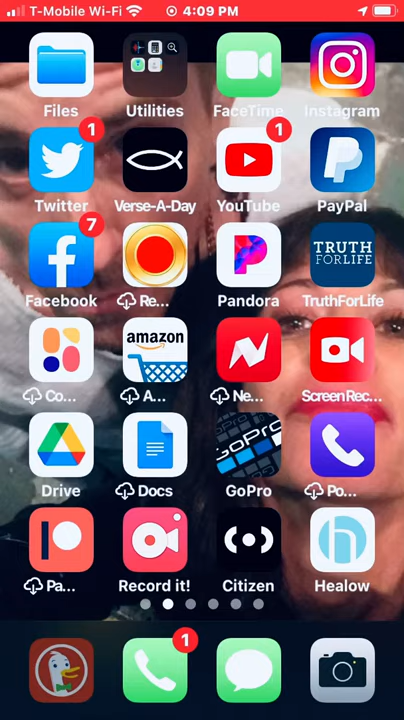 T-Mobile Wi-Fi 4:09 PM
Files Utilities FaceTime Instagram
1 1
Twitter Verse-A-Day YouTube PayPal
7
TRUTH
FOR LIFE
Facebook Re... Pandora TruthForLife
amazon
Co... A... Ne... ScreenRec...
GoPro
Drive Docs GoPro Po...
Pa... Record it! Citizen Healow
1